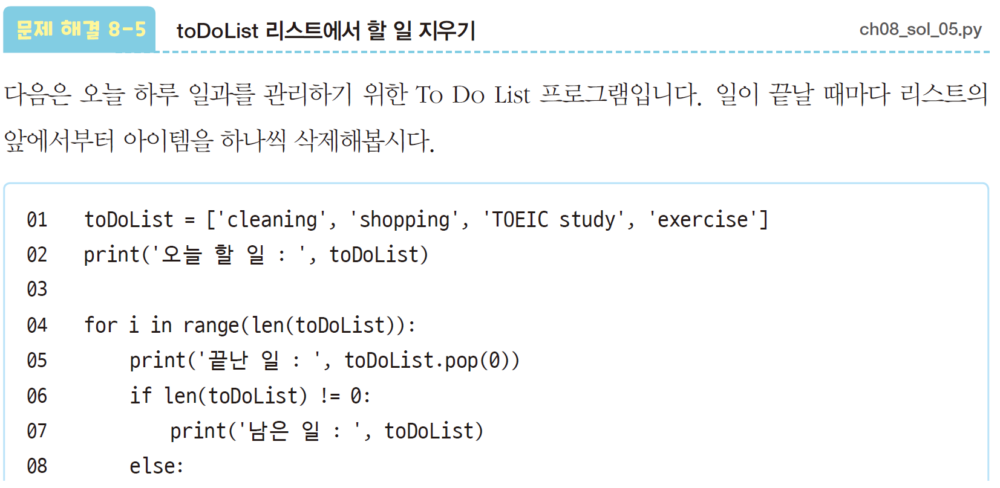 문제 해결 8-5 toDoList 리스트에서 할 일 지우기 ch08_sol_05.py
다음은 오늘 하루 일과를 관리하기 위한 To Do List 프로그램입니다. 일이 끝날 때마다 리스트의
앞에서부터 아이템을 하나씩 삭제해봅시다.
01 toDoList = ['cleaning', 'shopping', 'TOEIC study', 'exercise']
02 print('오늘 할 일 : ', toDoList)
03
04 for i in range(len(toDoList)):
05     print('끝난 일 : ', toDoList.pop(0))
06     if len(toDoList) != 0:
07         print('남은 일 : ', toDoList)
08     else: